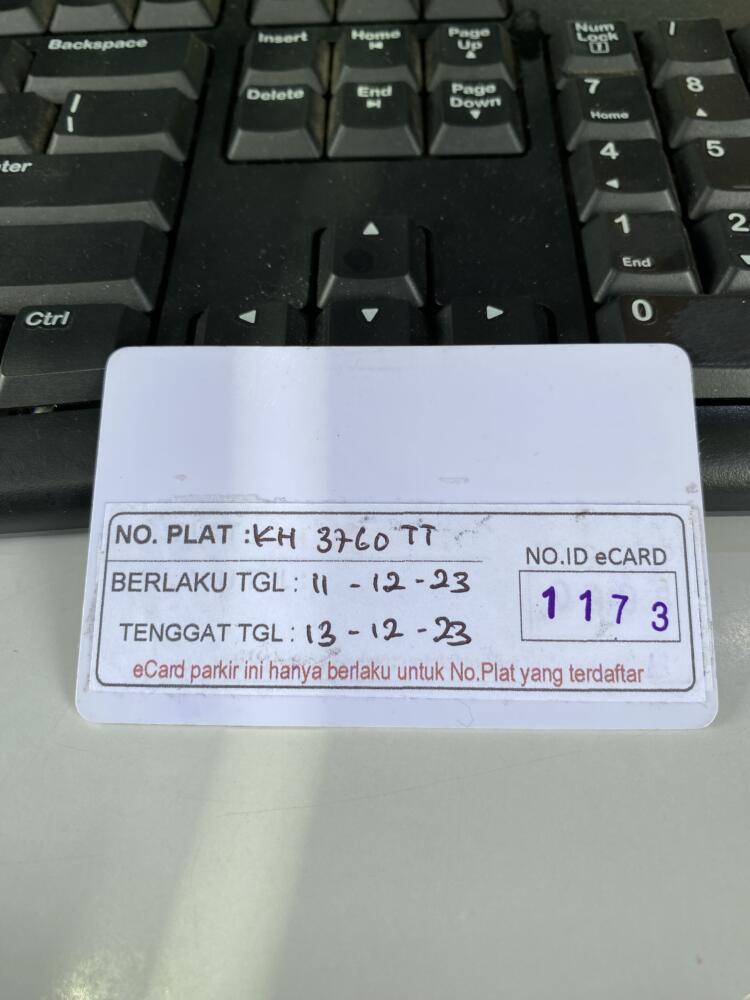 Backspace
Insert
Home
Page Up
Num Lock
/
Delete
End
Page Down
7 Home
8
4
5
1 End
2
0
Ctrl
NO. PLAT : KH 3760 TT
BERLAKU TGL : 11 - 12 - 23
TENGGAT TGL : 13 - 12 - 23
NO.ID eCARD
1173
eCard parkir ini hanya berlaku untuk No.Plat yang terdaftar